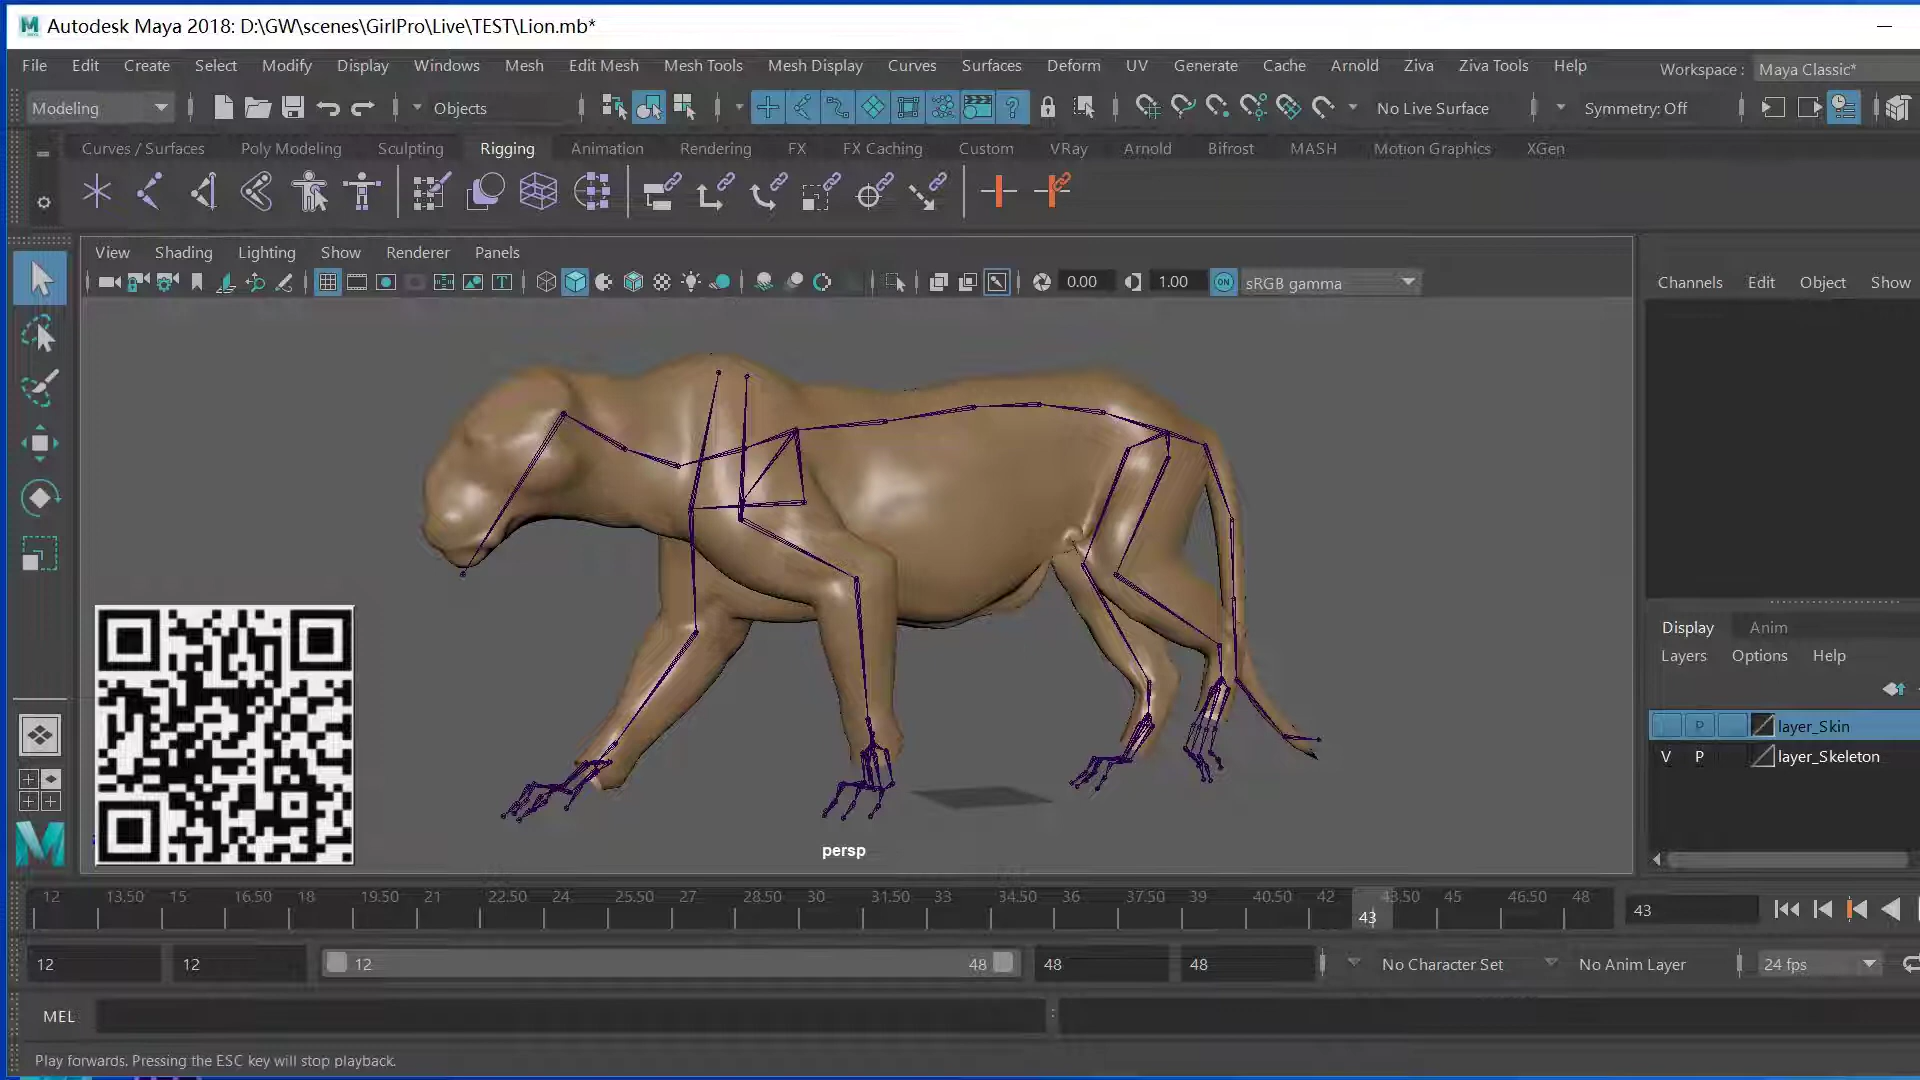 Autodesk Maya 2018: D:\GW\scenes\GirlPro\Live\TEST\Lion.mb*
File Edit Create Select Modify Display Windows Mesh Edit Mesh Mesh Tools Mesh Display Curves Surfaces Deform UV Generate Cache Arnold Ziva Ziva Tools Help Workspace : Maya Classic*
Modeling Objects No Live Surface Symmetry: Off
Curves / Surfaces Poly Modeling Sculpting Rigging Animation Rendering FX FX Caching Custom VRay Arnold Bifrost MASH Motion Graphics XGen
View Shading Lighting Show Renderer Panels
0.00 1.00 ON sRGB gamma
Channels Edit Object Show
Display Anim
Layers Options Help
P layer_Skin
V P layer_Skeleton
persp
12 13.50 15 16.50 18 19.50 21 22.50 24 25.50 27 28.50 30 31.50 33 34.50 36 37.50 39 40.50 42 43.50 45 46.50 48
43 43
12 12 12 48 48 48 No Character Set No Anim Layer 24 fps
MEL
Play forwards. Pressing the ESC key will stop playback.